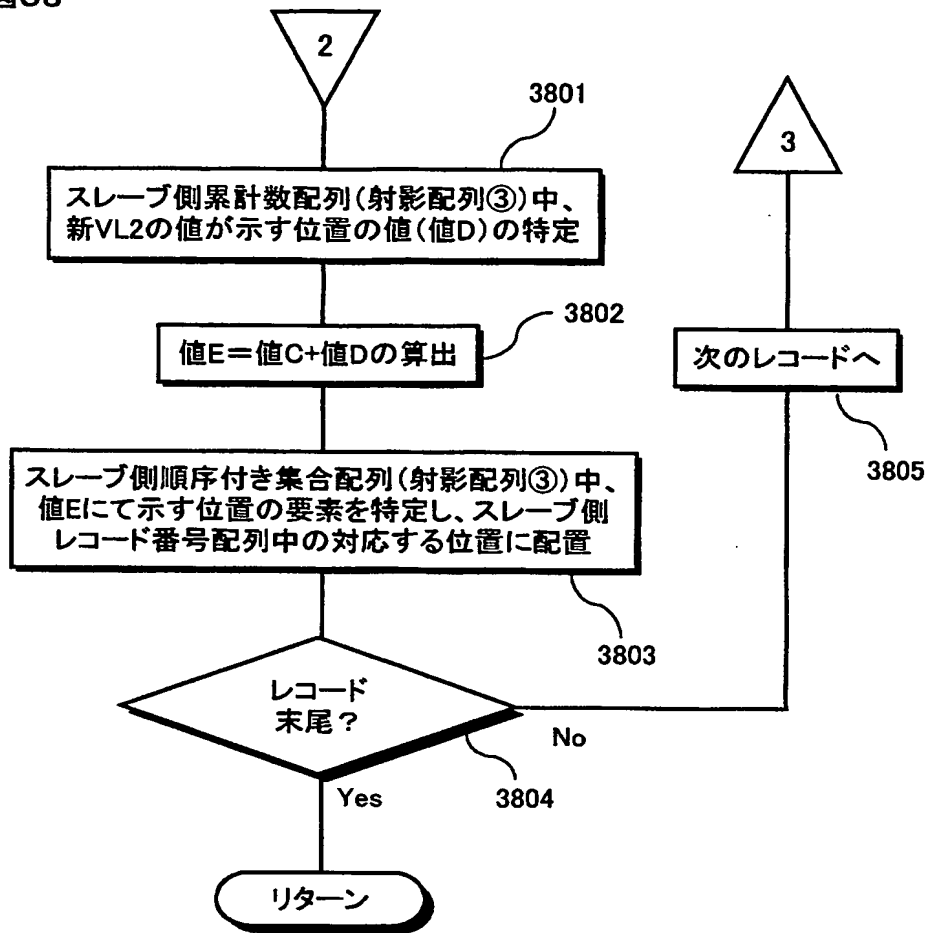 2
3801
スレーブ側累計数配列(射影配列③)中、
新VL2の値が示す位置の値(値D)の特定
3802
値E=値C+値Dの算出
スレーブ側順序付き集合配列(射影配列③)中、
値Eにて示す位置の要素を特定し、スレーブ側
レコード番号配列中の対応する位置に配置
3803
レコード
末尾?
No
3804
Yes
リターン
3
次のレコードへ
3805